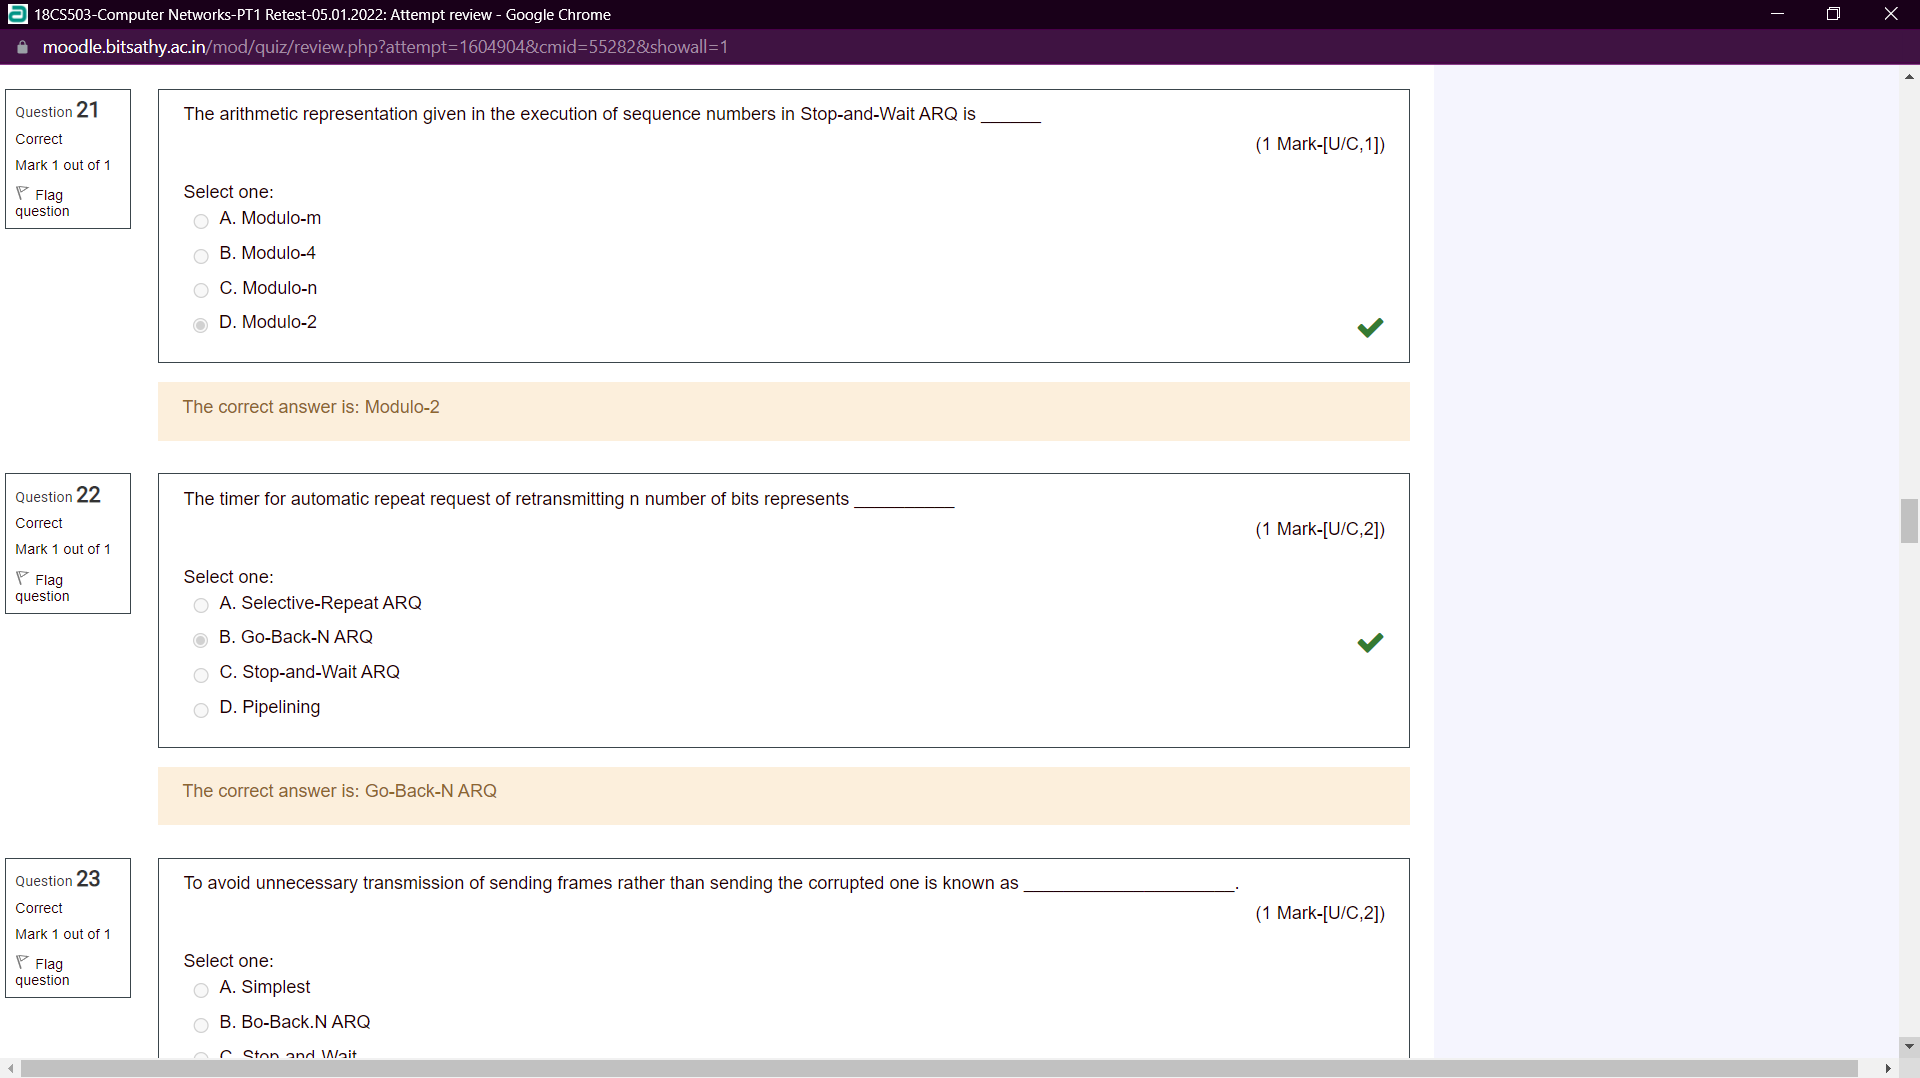 18CS503-Computer Networks-PT1 Retest-05.01.2022: Attempt review - Google Chrome
moodle.bitsathy.ac.in/mod/quiz/review.php?attempt=1604904&cmid=55282&showall=1
Question 21
Correct
Mark 1 out of 1
Flag
question
The arithmetic representation given in the execution of sequence numbers in Stop-and-Wait ARQ is ______
(1 Mark-[U/C,1])
Select one:
A. Modulo-m
B. Modulo-4
C. Modulo-n
D. Modulo-2
The correct answer is: Modulo-2
Question 22
Correct
Mark 1 out of 1
Flag
question
The timer for automatic repeat request of retransmitting n number of bits represents __________
(1 Mark-[U/C,2])
Select one:
A. Selective-Repeat ARQ
B. Go-Back-N ARQ
C. Stop-and-Wait ARQ
D. Pipelining
The correct answer is: Go-Back-N ARQ
Question 23
Correct
Mark 1 out of 1
Flag
question
To avoid unnecessary transmission of sending frames rather than sending the corrupted one is known as _____________________.
(1 Mark-[U/C,2])
Select one:
A. Simplest
B. Bo-Back.N ARQ
C. Stop and Wait